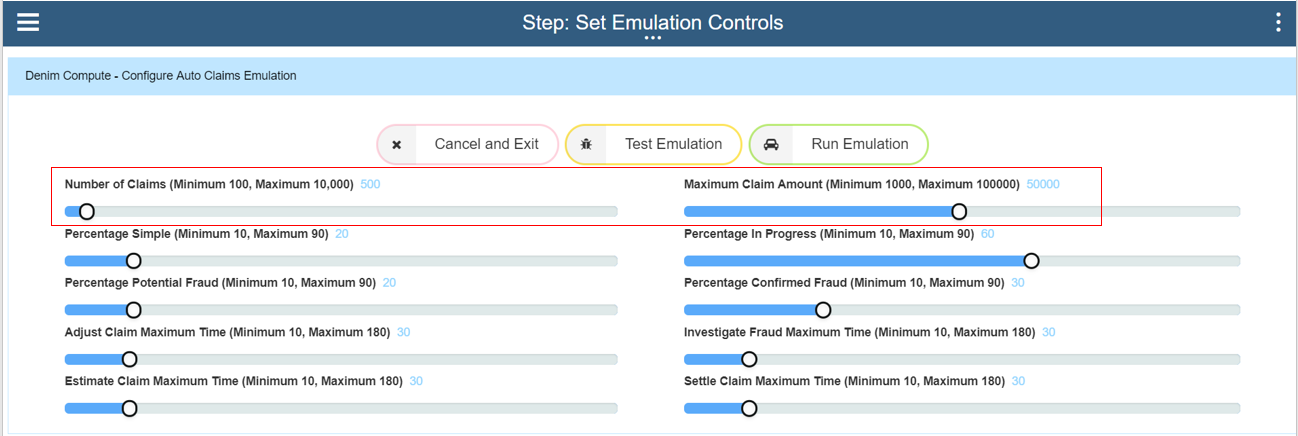 Step: Set Emulation Controls
Denim Compute - Configure Auto Claims Emulation
Cancel and Exit Test Emulation Run Emulation
Number of Claims (Minimum 100, Maximum 10,000) 500 Maximum Claim Amount (Minimum 1000, Maximum 100000) 50000
Percentage Simple (Minimum 10, Maximum 90) 20 Percentage In Progress (Minimum 10, Maximum 90) 60
Percentage Potential Fraud (Minimum 10, Maximum 90) 20 Percentage Confirmed Fraud (Minimum 10, Maximum 90) 30
Adjust Claim Maximum Time (Minimum 10, Maximum 180) 30 Investigate Fraud Maximum Time (Minimum 10, Maximum 180) 30
Estimate Claim Maximum Time (Minimum 10, Maximum 180) 30 Settle Claim Maximum Time (Minimum 10, Maximum 180) 30